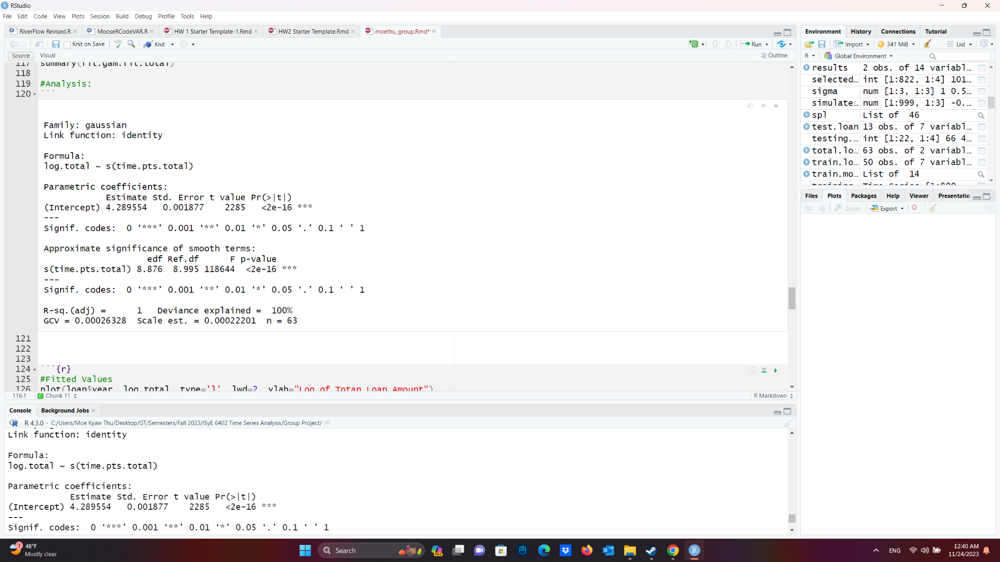 RStudio
File Edit Code View Plots Session Build Debug Profile Tools Help
RiverFlow Revised.R
MooseRCodeVAR.R
HW 1 Starter Template-1.Rmd
HW2 Starter Template.Rmd
moethu_group.Rmd*
Knit on Save
ABC
Knit
Run
Source Visual
Outline
117 summary(fit.gam.fit.total)
118
119 #Analysis:
120 ```
Family: gaussian
Link function: identity
Formula:
log.total ~ s(time.pts.total)
Parametric coefficients:
Estimate Std. Error t value Pr(>|t|)
(Intercept) 4.289554 0.001877 2285 <2e-16 ***
---
Signif. codes: 0 ‘***’ 0.001 ‘**’ 0.01 ‘*’ 0.05 ‘.’ 0.1 ‘ ’ 1
Approximate significance of smooth terms:
edf Ref.df F p-value
s(time.pts.total) 8.876 8.995 118644 <2e-16 ***
---
Signif. codes: 0 ‘***’ 0.001 ‘**’ 0.01 ‘*’ 0.05 ‘.’ 0.1 ‘ ’ 1
R-sq.(adj) = 1 Deviance explained = 100%
GCV = 0.00026328 Scale est. = 0.00022201 n = 63
121
122
123
124 ```{r}
125 #Fitted Values
126 plot(loan$year, log.total, type='l', lwd=2, ylab="Log of Totan Loan Amount")
116:1 C Chunk 11
R Markdown
Console Background Jobs
R R 4.3.0 · C:/Users/Moe Kyaw Thu/Desktop/GT/Semesters/Fall 2023/ISyE 6402 Time Series Analysis/Group Project/
Link function: identity
Formula:
log.total ~ s(time.pts.total)
Parametric coefficients:
Estimate Std. Error t value Pr(>|t|)
(Intercept) 4.289554 0.001877 2285 <2e-16 ***
---
Signif. codes: 0 ‘***’ 0.001 ‘**’ 0.01 ‘*’ 0.05 ‘.’ 0.1 ‘ ’ 1
Environment History Connections Tutorial
Import 341 MiB List
R Global Environment
results 2 obs. of 14 variabl…
selected… int [1:822, 1:4] 101…
sigma num [1:3, 1:3] 1 0.5…
simulate… num [1:999, 1:3] -0.…
spl List of 46
test.loan 13 obs. of 7 variabl…
testing.… int [1:22, 1:4] 66 4…
total.lo… 63 obs. of 2 variabl…
train.lo… 50 obs. of 7 variabl…
train.mo… List of 14
Files Plots Packages Help Viewer Presentatio
Zoom Export
1
48°F
Mostly clear
Search
PRE
R
ENG
12:40 AM
11/24/2023